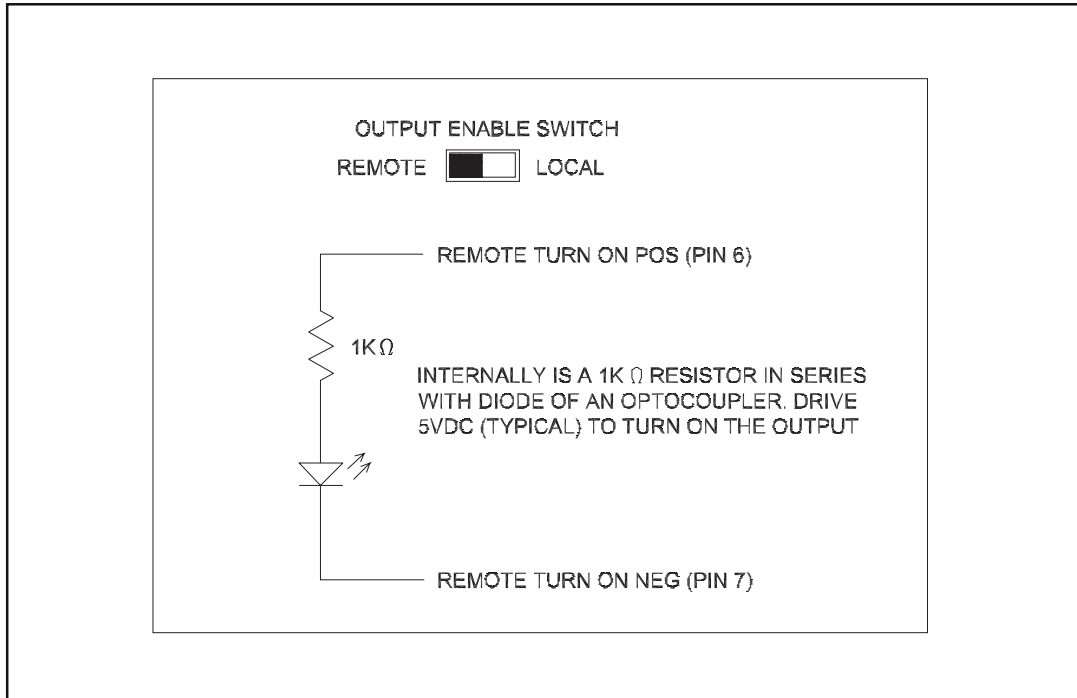 OUTPUT ENABLE SWITCH
REMOTE LOCAL
REMOTE TURN ON POS (PIN 6)
1K Ω
INTERNALLY IS A 1K Ω RESISTOR IN SERIES
WITH DIODE OF AN OPTOCOUPLER. DRIVE
5VDC (TYPICAL) TO TURN ON THE OUTPUT
REMOTE TURN ON NEG (PIN 7)